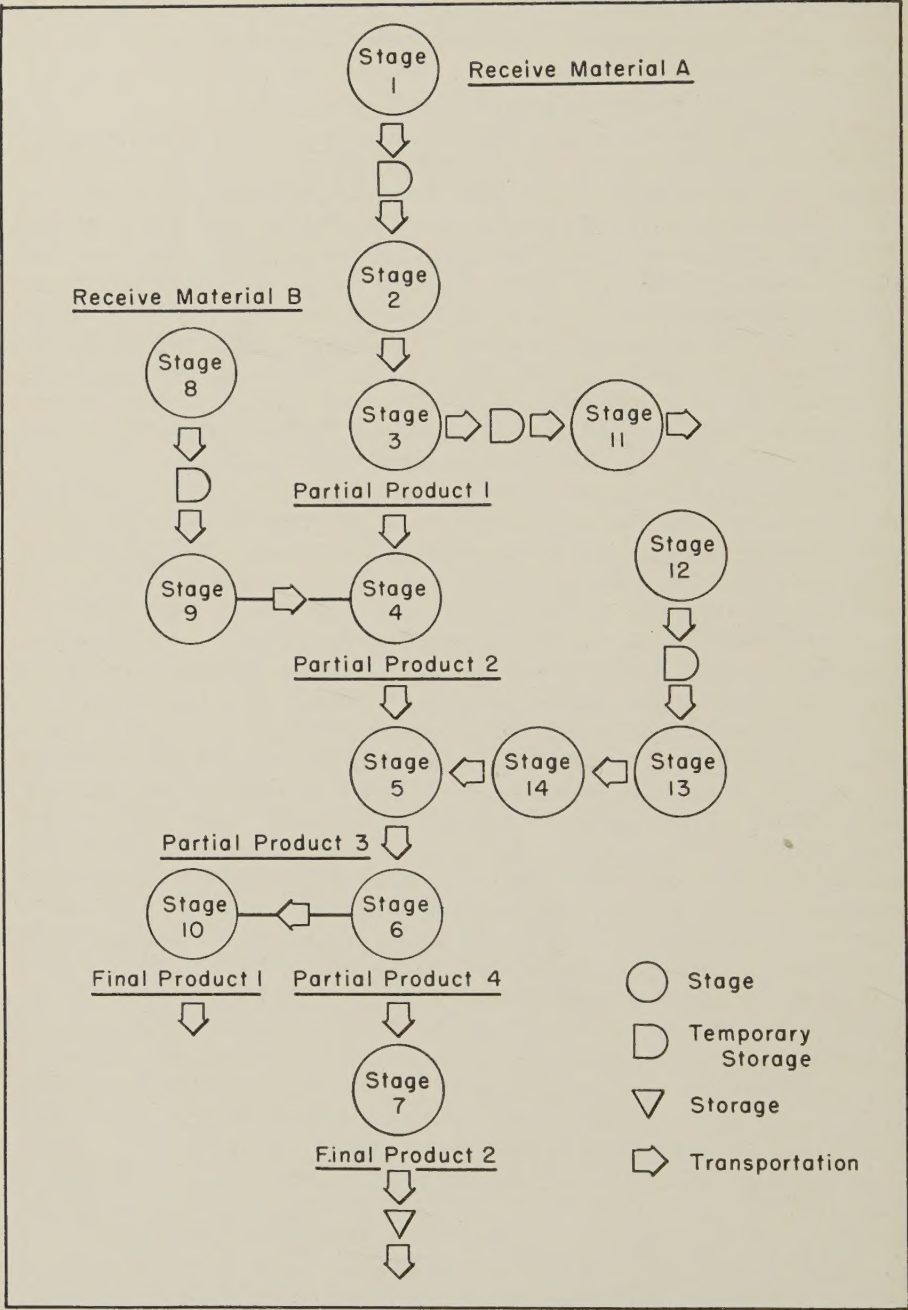 Stage
1
Receive Material A
Stage
2
Receive Material B
Stage
8
Stage
3
Stage
11
Partial Product 1
Stage
12
Stage
9
Stage
4
Partial Product 2
Stage
5
Stage
14
Stage
13
Partial Product 3
Stage
10
Stage
6
Final Product 1
Partial Product 4
Stage
7
Final Product 2
Stage
Temporary
Storage
Storage
Transportation